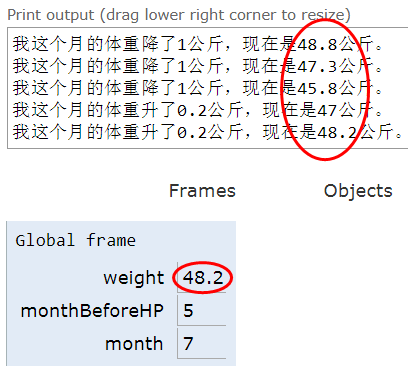 Print output (drag lower right corner to resize)
我这个月的体重降了1公斤，现在是48.8公斤。
我这个月的体重降了1公斤，现在是47.3公斤。
我这个月的体重降了1公斤，现在是45.8公斤。
我这个月的体重升了0.2公斤，现在是47公斤。
我这个月的体重升了0.2公斤，现在是48.2公斤。
Frames Objects
Global frame
weight 48.2
monthBeforeHP 5
month 7